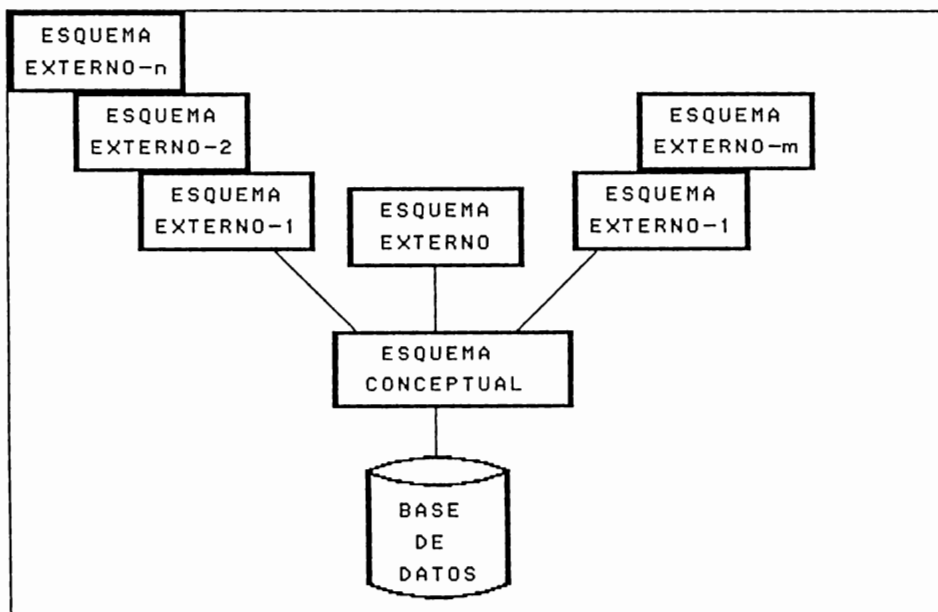 ESQUEMA
EXTERNO-n
ESQUEMA
EXTERNO-2
ESQUEMA
EXTERNO-m
ESQUEMA
EXTERNO-1
ESQUEMA
EXTERNO
ESQUEMA
EXTERNO-1
ESQUEMA
CONCEPTUAL
BASE
DE
DATOS